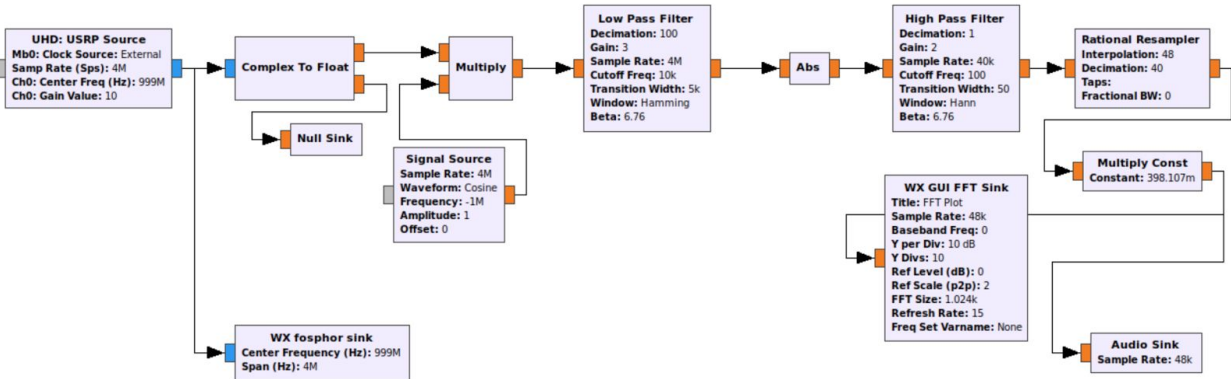 UHD: USRP Source
Mb0: Clock Source: External
Samp Rate (Sps): 4M
Ch0: Center Freq (Hz): 999M
Ch0: Gain Value: 10
Complex To Float
Null Sink
Multiply
Signal Source
Sample Rate: 4M
Waveform: Cosine
Frequency: -1M
Amplitude: 1
Offset: 0
Low Pass Filter
Decimation: 100
Gain: 3
Sample Rate: 4M
Cutoff Freq: 10k
Transition Width: 5k
Window: Hamming
Beta: 6.76
Abs
High Pass Filter
Decimation: 1
Gain: 2
Sample Rate: 40k
Cutoff Freq: 100
Transition Width: 50
Window: Hann
Beta: 6.76
Rational Resampler
Interpolation: 48
Decimation: 40
Taps:
Fractional BW: 0
Multiply Const
Constant: 398.107m
WX GUI FFT Sink
Title: FFT Plot
Sample Rate: 48k
Baseband Freq: 0
Y per Div: 10 dB
Y Divs: 10
Ref Level (dB): 0
Ref Scale (p2p): 2
FFT Size: 1.024k
Refresh Rate: 15
Freq Set Varname: None
Audio Sink
Sample Rate: 48k
WX fosphor sink
Center Frequency (Hz): 999M
Span (Hz): 4M